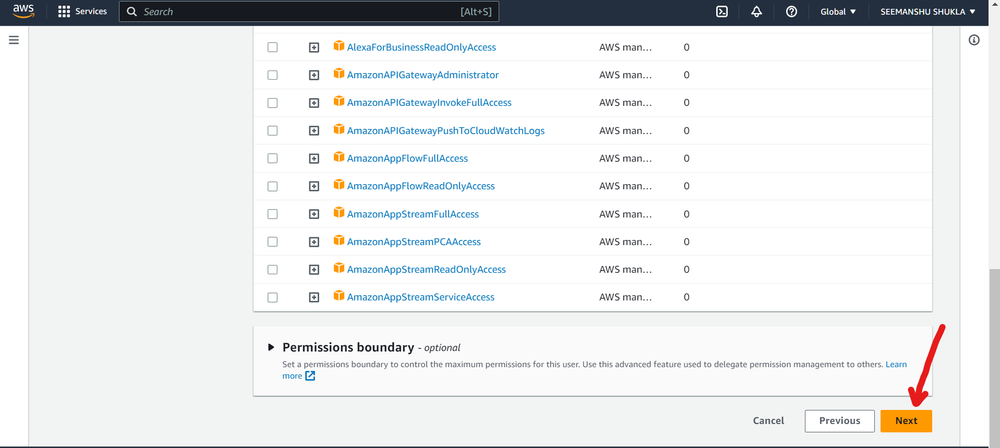 aws Services Search [Alt+S] Global SEEMANSHU SHUKLA
AlexaForBusinessReadOnlyAccess AWS man... 0
AmazonAPIGatewayAdministrator AWS man... 0
AmazonAPIGatewayInvokeFullAccess AWS man... 0
AmazonAPIGatewayPushToCloudWatchLogs AWS man... 0
AmazonAppFlowFullAccess AWS man... 0
AmazonAppFlowReadOnlyAccess AWS man... 0
AmazonAppStreamFullAccess AWS man... 0
AmazonAppStreamPCAAccess AWS man... 0
AmazonAppStreamReadOnlyAccess AWS man... 0
AmazonAppStreamServiceAccess AWS man... 0
Permissions boundary - optional
Set a permissions boundary to control the maximum permissions for this user. Use this advanced feature used to delegate permission management to others. Learn
more
Cancel Previous Next